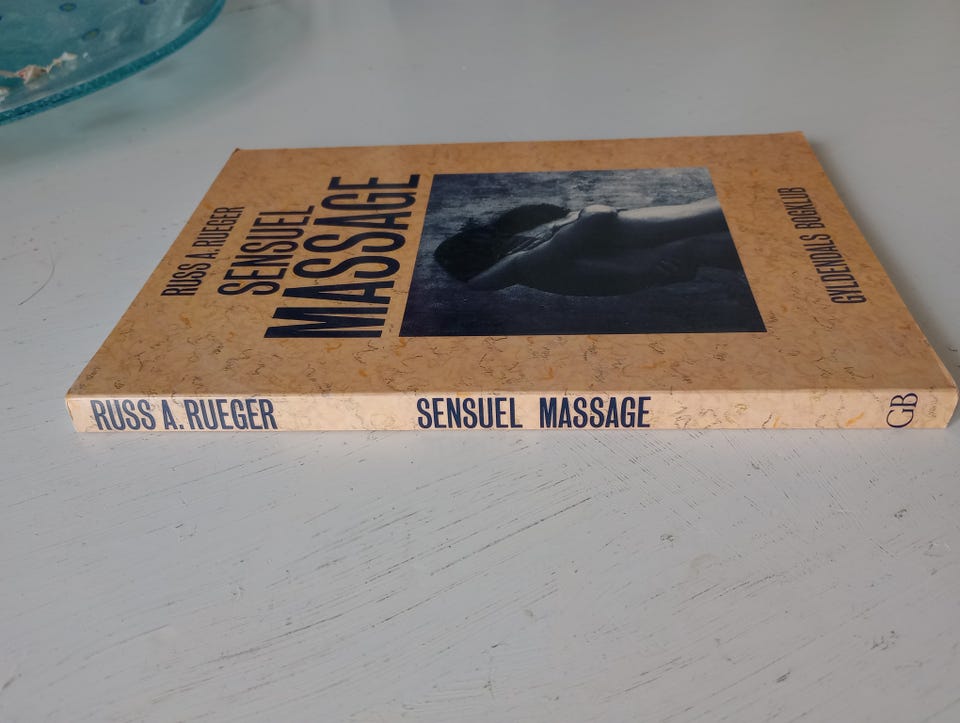 RUSS A. RUEGER
SENSUEL
MASSAGE
GYLDENDALS BOGKLUB
RUSS A. RUEGER SENSUEL MASSAGE GB